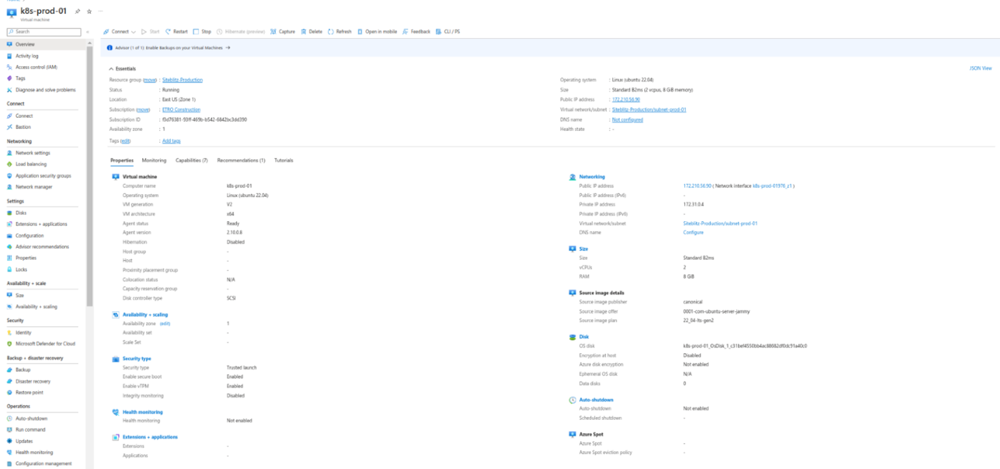 k8s-prod-01
Virtual machine
Search
Connect Start Restart Stop Hibernate (preview) Capture Delete Refresh Open in mobile Feedback CLI / PS
Overview
Activity log
Access control (IAM)
Tags
Diagnose and solve problems
Connect
Connect
Bastion
Networking
Network settings
Load balancing
Application security groups
Network manager
Settings
Disks
Extensions + applications
Configuration
Advisor recommendations
Properties
Locks
Availability + scale
Size
Availability + scaling
Security
Identity
Microsoft Defender for Cloud
Backup + disaster recovery
Backup
Disaster recovery
Restore point
Operations
Auto-shutdown
Run command
Updates
Health monitoring
Configuration management
Advisor (1 of 1): Enable Backups on your Virtual Machines →
Essentials
JSON View
Resource group (move) : Siteblitz-Production
Status : Running
Location : East US (Zone 1)
Subscription (move) : ETRO Construction
Subscription ID :
Availability zone : 1
Tags (edit) : Add tags
Operating system : Linux (ubuntu 22.04)
Size : Standard B2ms (2 vcpus, 8 GiB memory)
Public IP address : 172.210.56.90
Virtual network/subnet : Siteblitz-Production/subnet-prod-01
DNS name : Not configured
Health state : -
Properties Monitoring Capabilities (7) Recommendations (1) Tutorials
Virtual machine
Computer name k8s-prod-01
Operating system Linux (ubuntu 22.04)
VM generation V2
VM architecture x64
Agent status Ready
Agent version 2.10.0.8
Hibernation Disabled
Host group -
Host -
Proximity placement group -
Colocation status N/A
Capacity reservation group -
Disk controller type SCSI
Availability + scaling
Availability zone (edit) 1
Availability set -
Scale Set -
Security type
Security type Trusted launch
Enable secure boot Enabled
Enable vTPM Enabled
Integrity monitoring Disabled
Health monitoring
Health monitoring Not enabled
Extensions + applications
Extensions -
Applications -
Networking
Public IP address 172.210.56.90 ( Network interface k8s-prod-01976_z1 )
Public IP address (IPv6) -
Private IP address 172.31.0.4
Private IP address (IPv6) -
Virtual network/subnet Siteblitz-Production/subnet-prod-01
DNS name Configure
Size
Size Standard B2ms
vCPUs 2
RAM 8 GiB
Source image details
Source image publisher canonical
Source image offer 0001-com-ubuntu-server-jammy
Source image plan 22_04-lts-gen2
Disk
OS disk
Encryption at host Disabled
Azure disk encryption Not enabled
Ephemeral OS disk N/A
Data disks 0
Auto-shutdown
Auto-shutdown Not enabled
Scheduled shutdown -
Azure Spot
Azure Spot -
Azure Spot eviction policy -